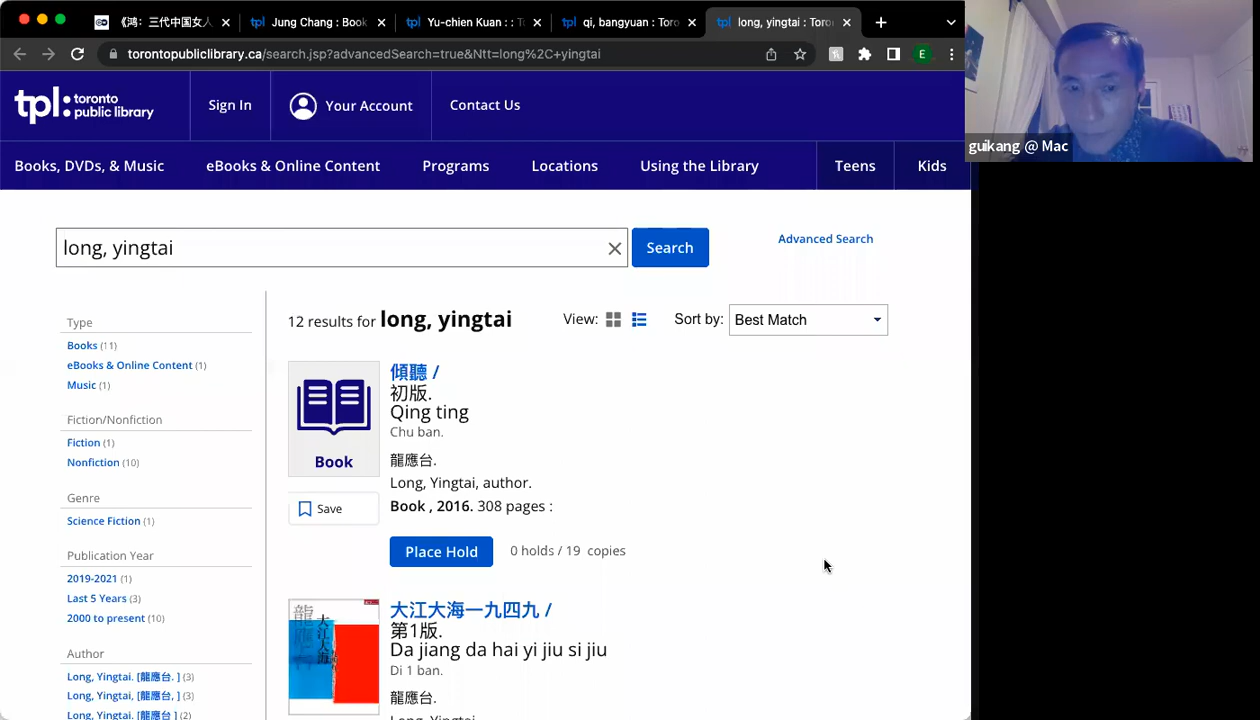 《鸿：三代中国女人
Jung Chang : Book
Yu-chien Kuan : :
qi, bangyuan : Toro
long, yingtai : Toro
torontopubliclibrary.ca/search.jsp?advancedSearch=true&Ntt=long%2C+yingtai
E
tpl: toronto public library
Sign In
Your Account
Contact Us
guikang @ Mac
Books, DVDs, & Music
eBooks & Online Content
Programs
Locations
Using the Library
Teens
Kids
long, yingtai
Search
Advanced Search
12 results for long, yingtai
View:
Sort by:
Best Match
Type
Books (11)
eBooks & Online Content (1)
Music (1)
Fiction/Nonfiction
Fiction (1)
Nonfiction (10)
Genre
Science Fiction (1)
Publication Year
2019-2021 (1)
Last 5 Years (3)
2000 to present (10)
Author
Long, Yingtai. [龍應台. ] (3)
Long, Yingtai, [龍應台, ] (3)
Long, Yingtai. [龍應台 ] (2)
Book
Save
傾聽 /
初版.
Qing ting
Chu ban.
龍應台.
Long, Yingtai, author.
Book , 2016. 308 pages :
Place Hold
0 holds / 19 copies
龍
大江大海
大江大海一九四九 /
第1版.
Da jiang da hai yi jiu si jiu
Di 1 ban.
龍應台.
Long, Yingtai.